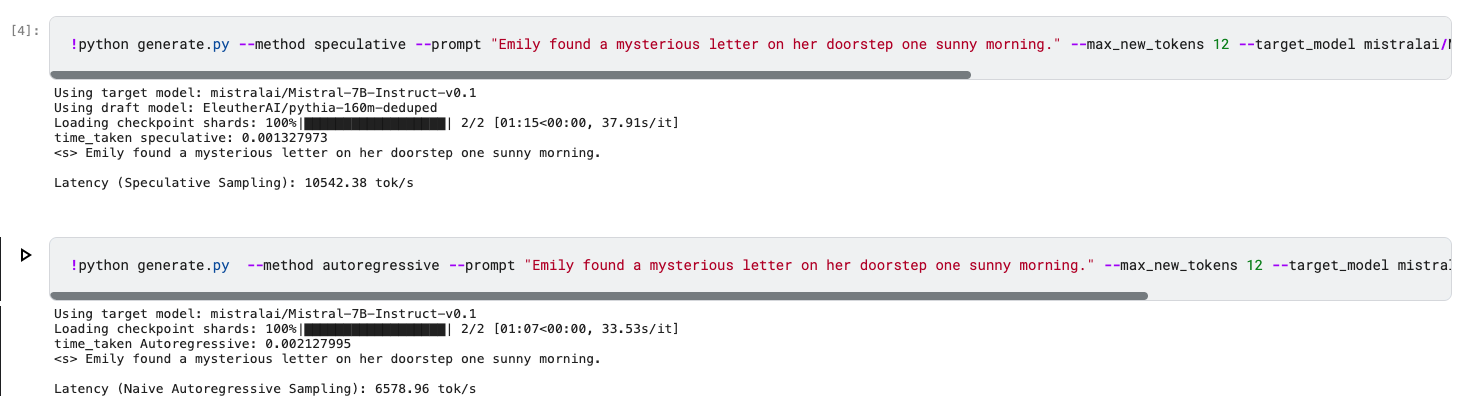 [4]:
!python generate.py --method speculative --prompt "Emily found a mysterious letter on her doorstep one sunny morning." --max_new_tokens 12 --target_model mistralai/
Using target model: mistralai/Mistral-7B-Instruct-v0.1
Using draft model: EleutherAI/pythia-160m-deduped
Loading checkpoint shards: 100%|██████████████████| 2/2 [01:15<00:00, 37.91s/it]
time_taken speculative: 0.001327973
<s> Emily found a mysterious letter on her doorstep one sunny morning.
Latency (Speculative Sampling): 10542.38 tok/s
!python generate.py  --method autoregressive --prompt "Emily found a mysterious letter on her doorstep one sunny morning." --max_new_tokens 12 --target_model mistral
Using target model: mistralai/Mistral-7B-Instruct-v0.1
Loading checkpoint shards: 100%|██████████████████| 2/2 [01:07<00:00, 33.53s/it]
time_taken Autoregressive: 0.002127995
<s> Emily found a mysterious letter on her doorstep one sunny morning.
Latency (Naive Autoregressive Sampling): 6578.96 tok/s